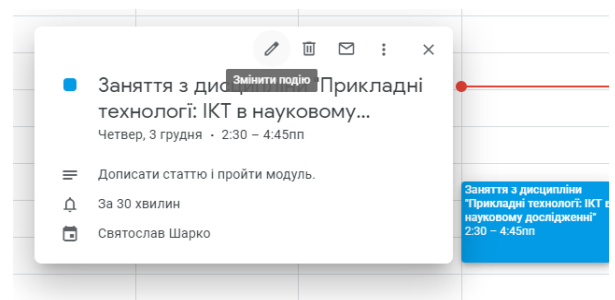 Змінити подію
Заняття з дисципліни "Прикладні
технології: ІКТ в науковому...
Четвер, 3 грудня • 2:30 – 4:45пп
Дописати статтю і пройти модуль.
За 30 хвилин
Святослав Шарко
Заняття з дисципліни
"Прикладні технології: ІКТ в
науковому дослідженні"
2:30 – 4:45пп